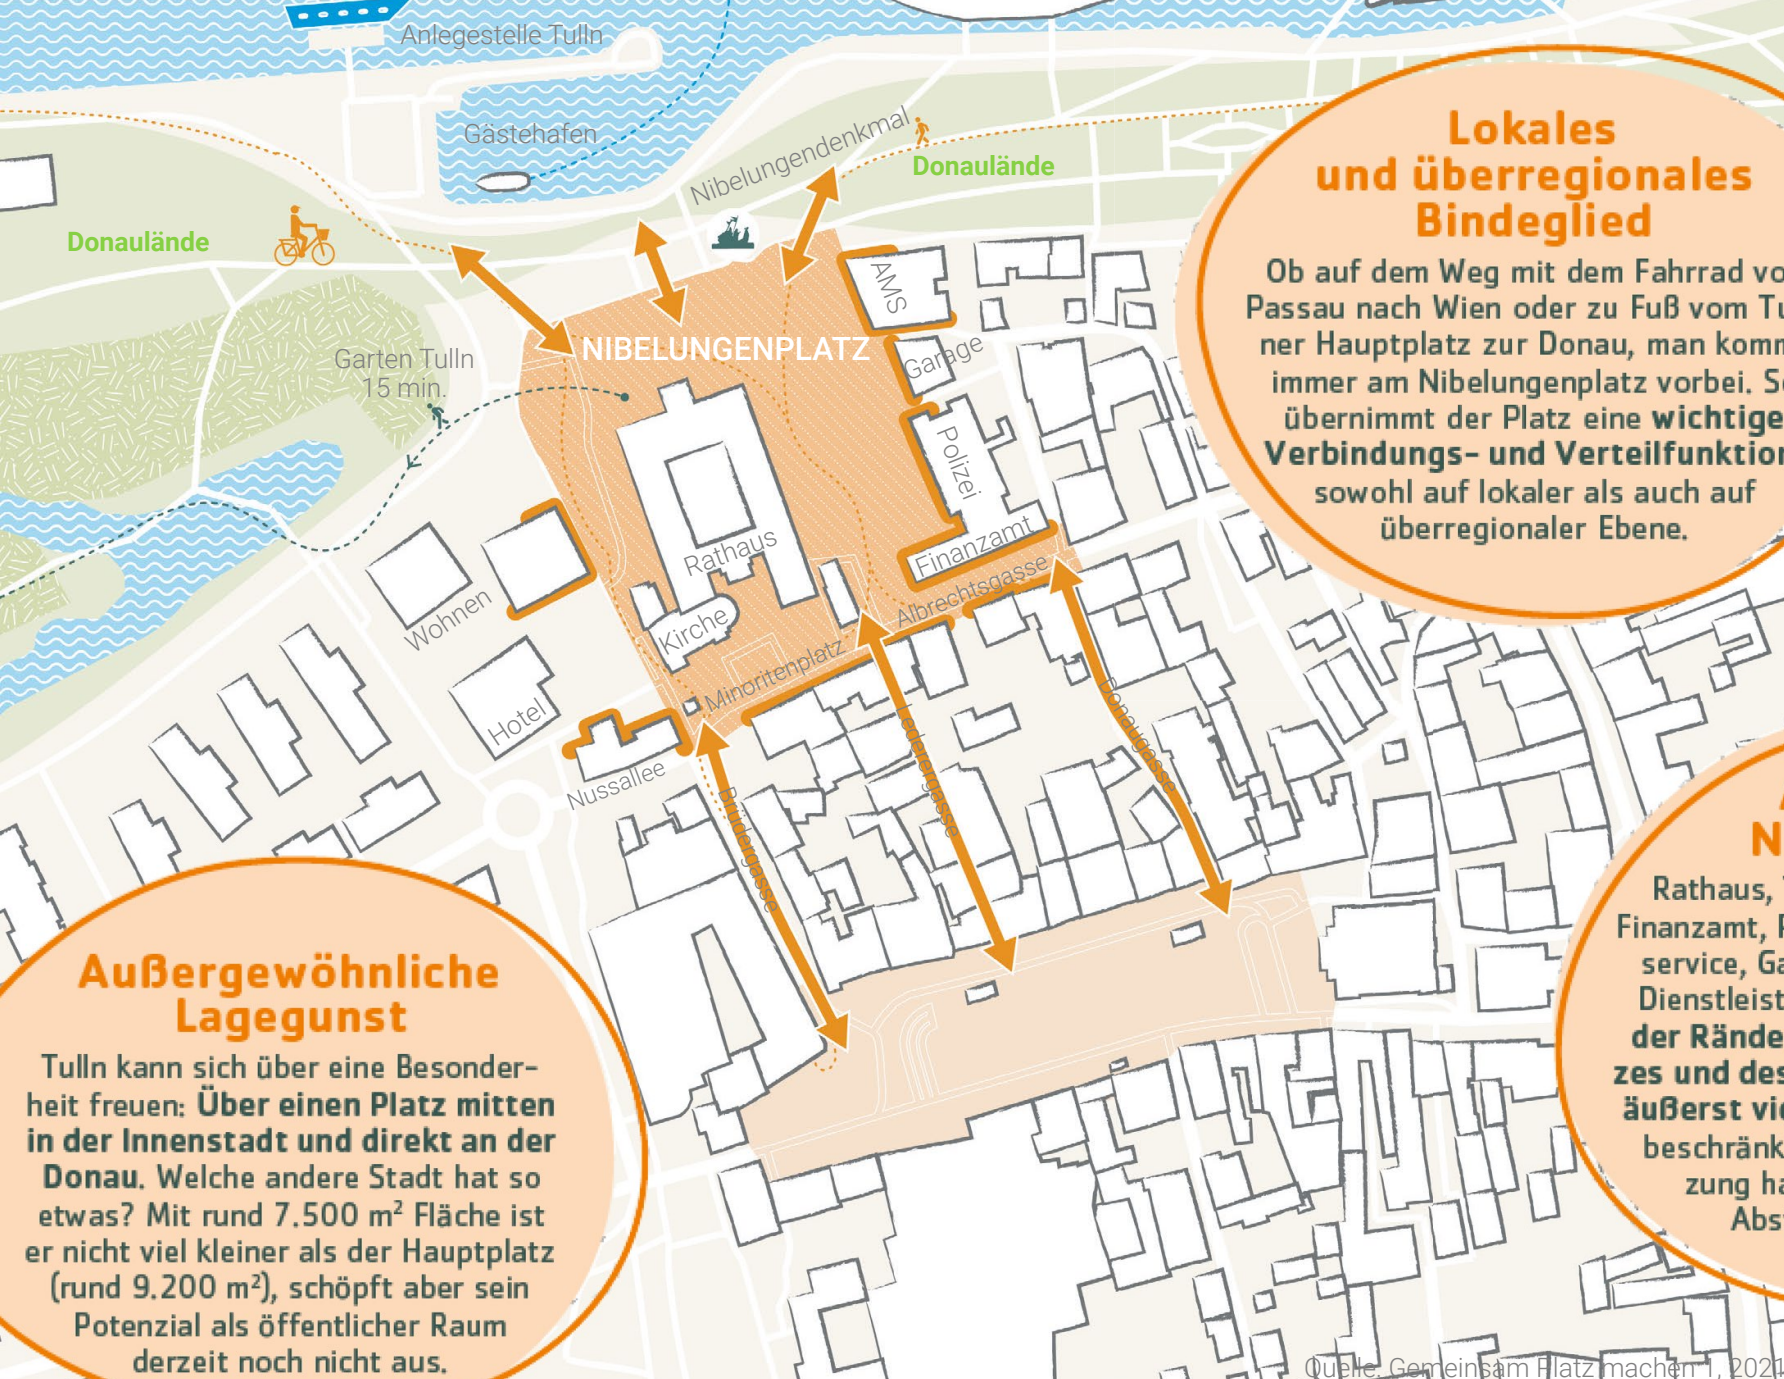 Anlegestelle Tulln
Gästehafen
Nibelungendenkmal
Donaulände
Donaulände
Garten Tulln
15 min.
NIBELUNGENPLATZ
AMS
Garage
Polizei
Finanzamt
Albrechtsgasse
Rathaus
Kirche
Minoritenplatz
Wohnen
Hotel
Nussallee
Brüdergasse
Lederergasse
Donaugasse
Lokales
und überregionales
Bindeglied
Ob auf dem Weg mit dem Fahrrad vo
Passau nach Wien oder zu Fuß vom Tu
ner Hauptplatz zur Donau, man komm
immer am Nibelungenplatz vorbei. S
übernimmt der Platz eine wichtige
Verbindungs- und Verteilfunktion
sowohl auf lokaler als auch auf
überregionaler Ebene.
Außergewöhnliche
Lagegunst
Tulln kann sich über eine Besonder-
heit freuen: Über einen Platz mitten
in der Innenstadt und direkt an der
Donau. Welche andere Stadt hat so
etwas? Mit rund 7.500 m² Fläche ist
er nicht viel kleiner als der Hauptplatz
(rund 9.200 m²), schöpft aber sein
Potenzial als öffentlicher Raum
derzeit noch nicht aus.
N
Rathaus,
Finanzamt,
service, Ga
Dienstleist
der Rände
zes und des
äußerst vie
beschränk
zung ha
Abs
Quelle: Gemeinsam Platz machen 1, 2021